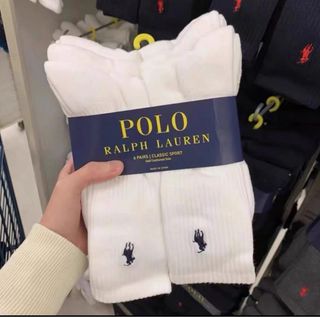 POLO
RALPH LAUREN
6 PAIRS | CLASSIC SPORT